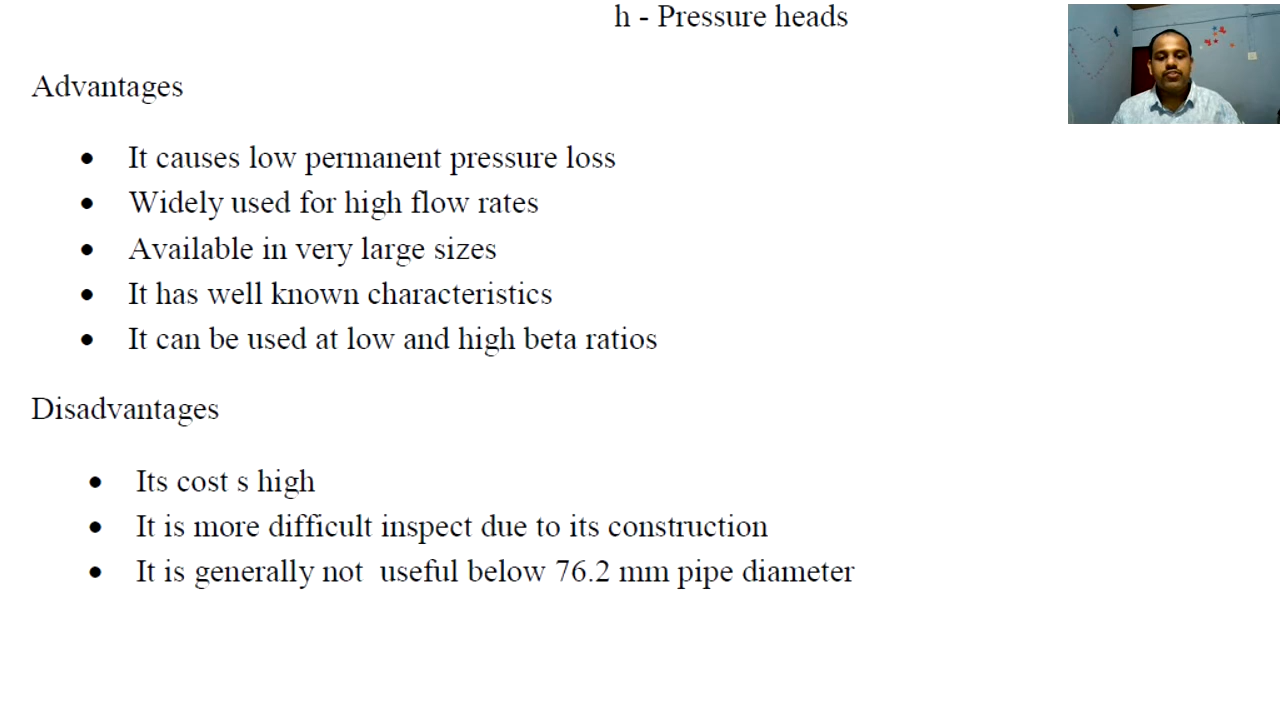 h - Pressure heads
Advantages
• It causes low permanent pressure loss
• Widely used for high flow rates
• Available in very large sizes
• It has well known characteristics
• It can be used at low and high beta ratios
Disadvantages
• Its cost s high
• It is more difficult inspect due to its construction
• It is generally not  useful below 76.2 mm pipe diameter